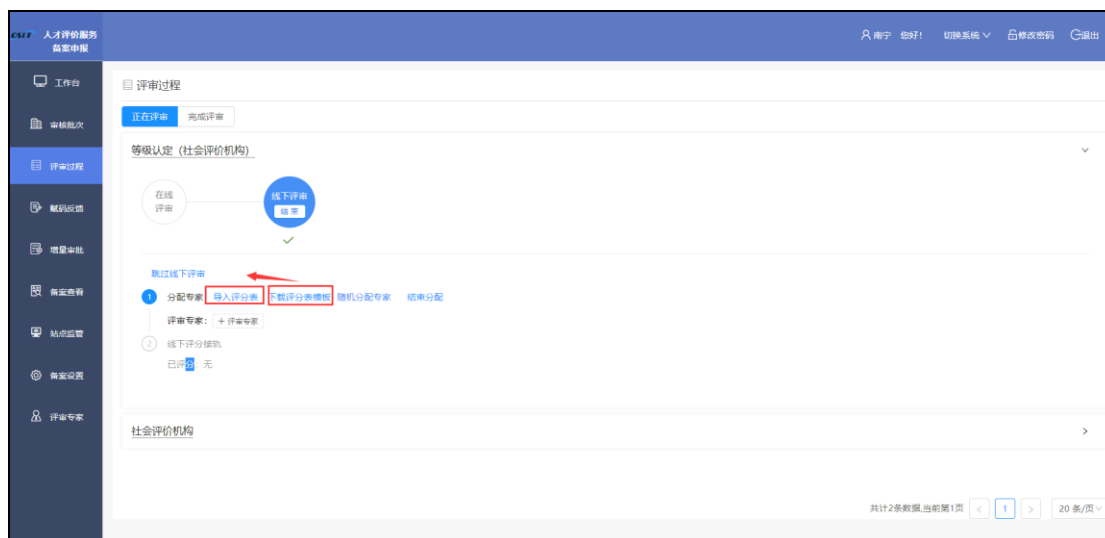 OSTA 人才评价服务
备案申报
南宁 您好! 切换系统 修改密码 退出
工作台
审核批次
评审过程
赋码反馈
增量审批
备案查看
站点监管
备案设置
评审专家
评审过程
正在评审 完成评审
等级认定（社会评价机构）
在线
评审
线下评审
结束
跳过线下评审
1 分配专家 导入评分表 下载评分表模板 随机分配专家 结束分配
评审专家: + 评审专家
2 线下评分接轨
已评分: 无
社会评价机构
共计2条数据,当前第1页 < 1 > 20 条/页